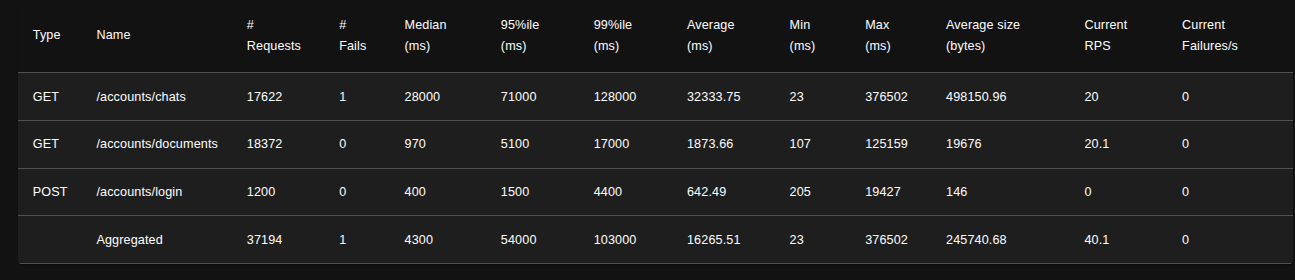 Type Name # Requests # Fails Median (ms) 95%ile (ms) 99%ile (ms) Average (ms) Min (ms) Max (ms) Average size (bytes) Current RPS Current Failures/s
GET /accounts/chats 17622 1 28000 71000 128000 32333.75 23 376502 498150.96 20 0
GET /accounts/documents 18372 0 970 5100 17000 1873.66 107 125159 19676 20.1 0
POST /accounts/login 1200 0 400 1500 4400 642.49 205 19427 146 0 0
Aggregated 37194 1 4300 54000 103000 16265.51 23 376502 245740.68 40.1 0